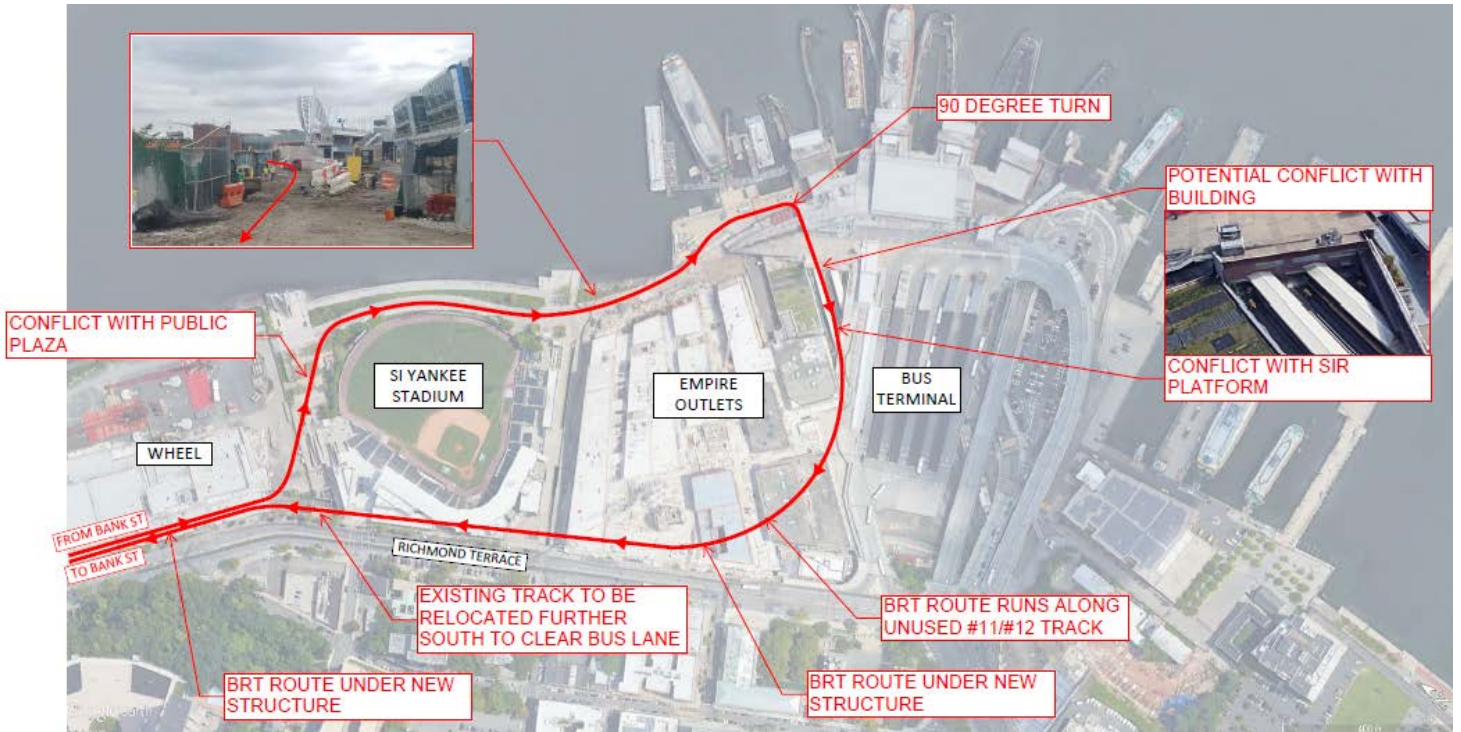 90 DEGREE TURN
POTENTIAL CONFLICT WITH
BUILDING
CONFLICT WITH PUBLIC
PLAZA
CONFLICT WITH SIR
PLATFORM
SI YANKEE
STADIUM
EMPIRE
OUTLETS
BUS
TERMINAL
WHEEL
FROM BANK ST
TO BANK ST
RICHMOND TERRACE
EXISTING TRACK TO BE
RELOCATED FURTHER
SOUTH TO CLEAR BUS LANE
BRT ROUTE RUNS ALONG
UNUSED #11/#12 TRACK
BRT ROUTE UNDER NEW
STRUCTURE
BRT ROUTE UNDER NEW
STRUCTURE